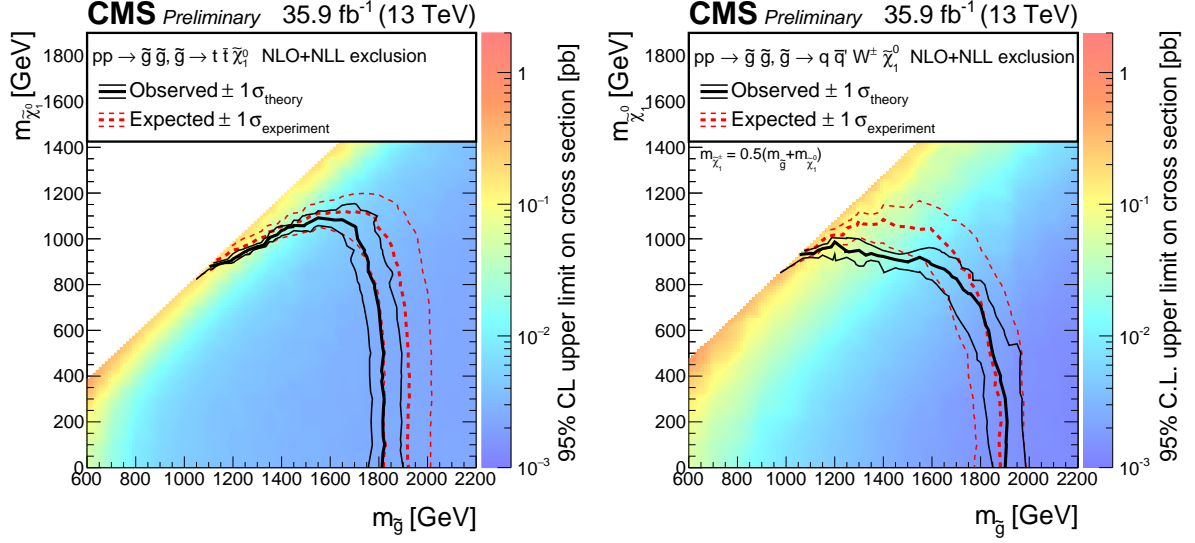 CMS Preliminary 35.9 fb⁻¹ (13 TeV)
pp → g̃ g̃, g̃ → t t̄ χ̃⁰₁ NLO+NLL exclusion
Observed ± 1 σ_theory
Expected ± 1 σ_experiment
m_χ̃⁰₁ [GeV]
1800
1600
1400
1200
1000
800
600
400
200
0
600 800 1000 1200 1400 1600 1800 2000 2200
m_g̃ [GeV]
1
10⁻¹
10⁻²
10⁻³
95% CL upper limit on cross section [pb]
CMS Preliminary 35.9 fb⁻¹ (13 TeV)
pp → g̃ g̃, g̃ → q q̄' W± χ̃⁰₁ NLO+NLL exclusion
Observed ± 1 σ_theory
Expected ± 1 σ_experiment
m_χ̃±₁ = 0.5(m_g̃+m_χ̃⁰₁)
m_χ̃⁰₁ [GeV]
1800
1600
1400
1200
1000
800
600
400
200
0
600 800 1000 1200 1400 1600 1800 2000 2200
m_g̃ [GeV]
1
10⁻¹
10⁻²
10⁻³
95% C.L. upper limit on cross section [pb]